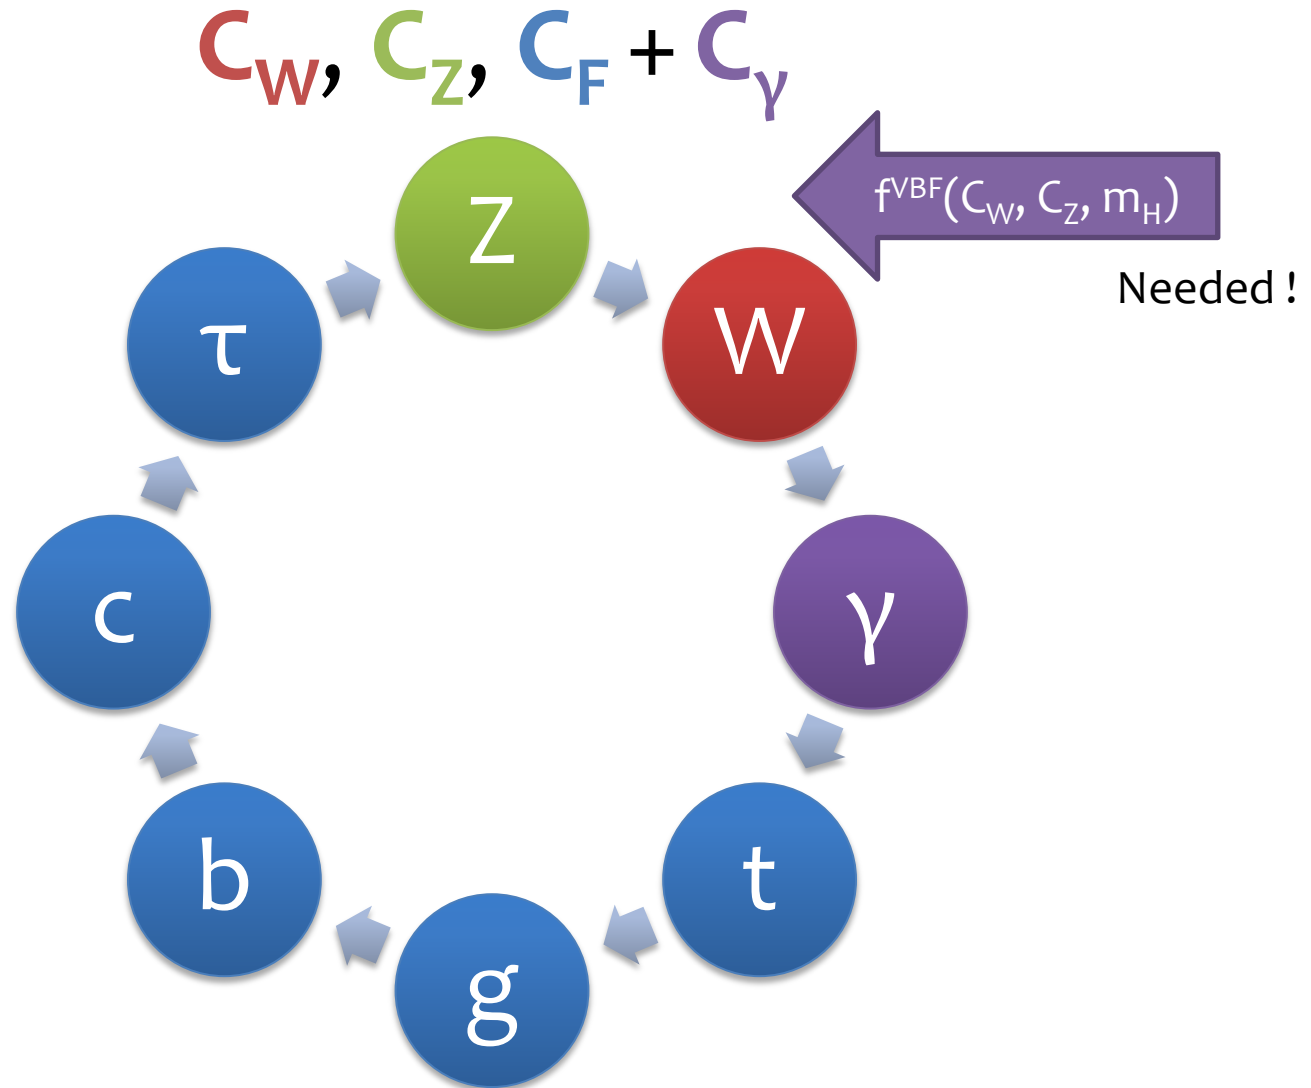 C_W, C_Z, C_F + C_γ
f^VBF(C_W, C_Z, m_H)
Needed !
Z
W
γ
t
g
b
c
τ